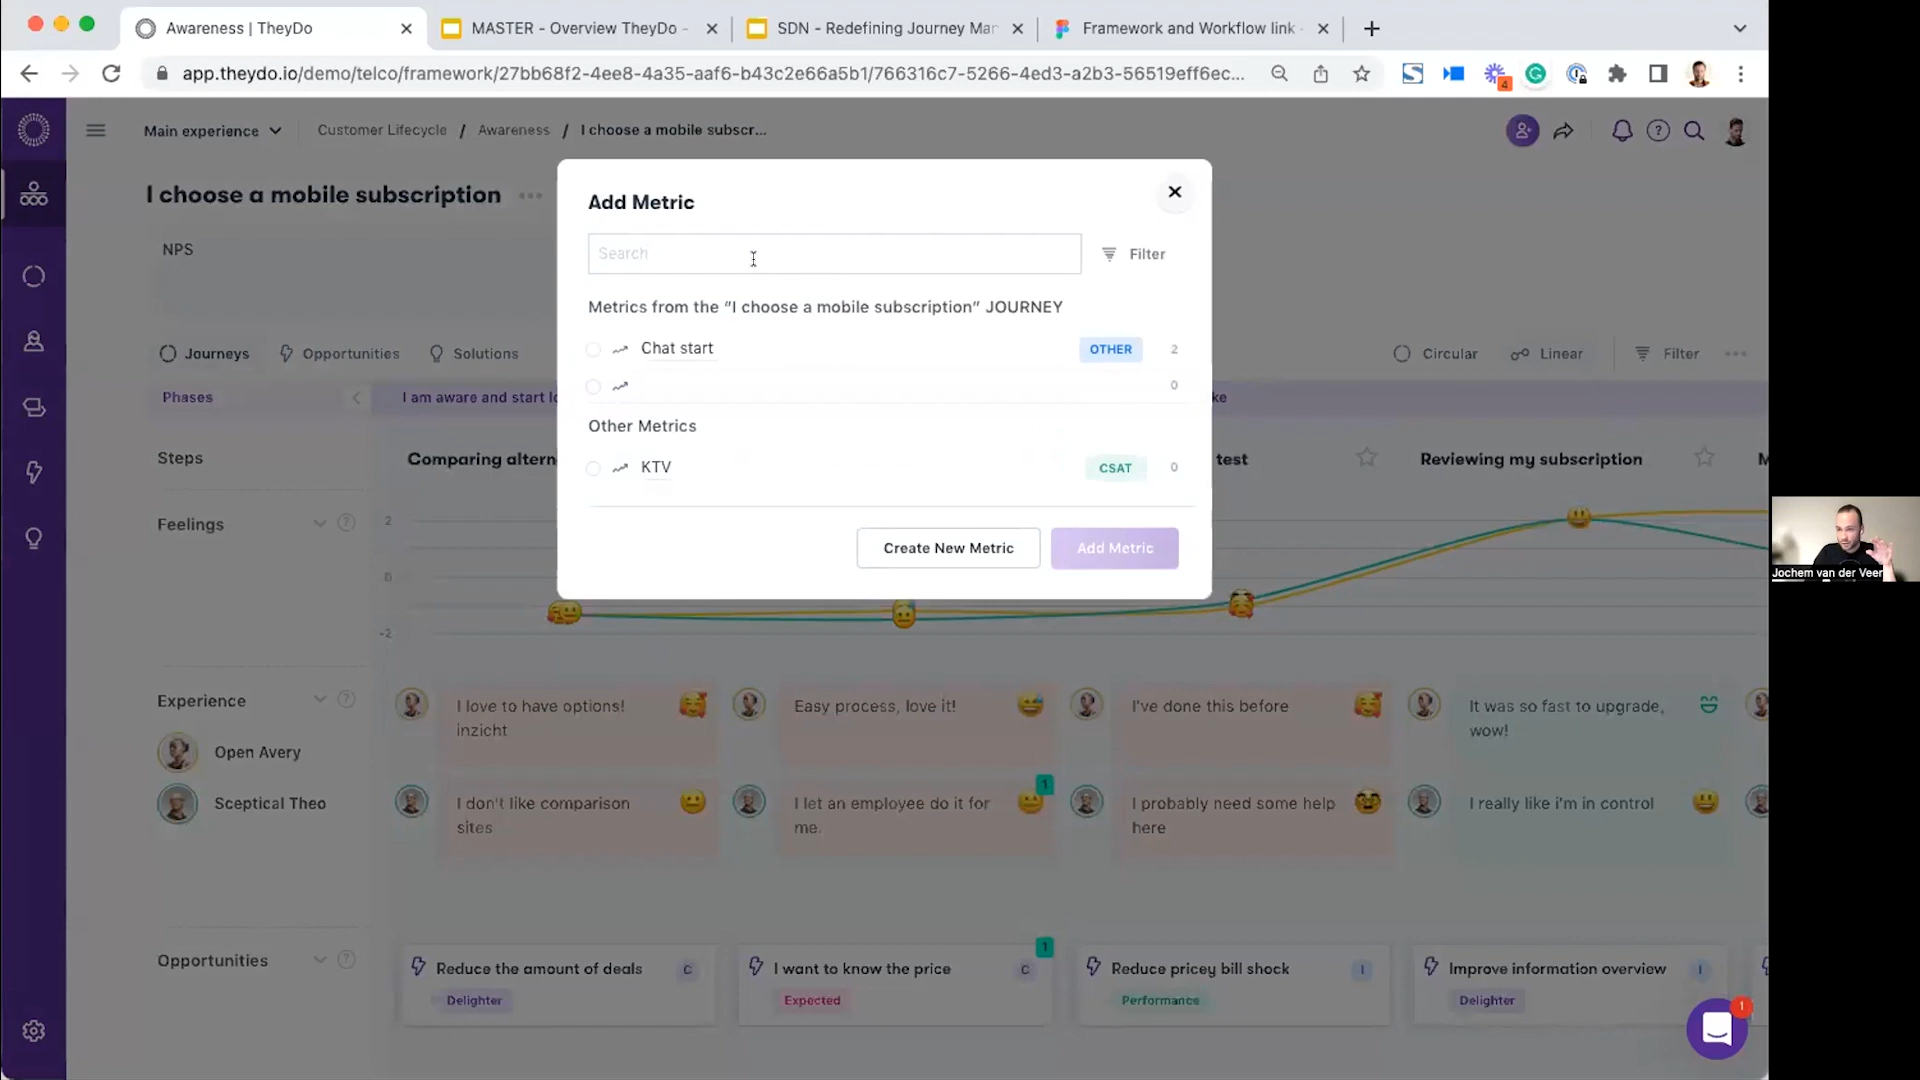 Awareness | TheyDo
MASTER - Overview TheyDo -
SDN - Redefining Journey Mar
Framework and Workflow link -
app.theydo.io/demo/telco/framework/27bb68f2-4ee8-4a35-aaf6-b43c2e66a5b1/766316c7-5266-4ed3-a2b3-56519eff6ec...
4
Main experience
Customer Lifecycle / Awareness / I choose a mobile subscr...
I choose a mobile subscription
NPS
Add Metric
Search
Filter
Metrics from the “I choose a mobile subscription” JOURNEY
Chat start OTHER 2
0
Other Metrics
KTV CSAT 0
Create New Metric
Add Metric
Journeys Opportunities Solutions
Circular Linear Filter
Phases
I am aware and start lo
ke
Steps
Comparing altern
test
Reviewing my subscription
M
Feelings
2
0
-2
Experience
Open Avery
Sceptical Theo
I love to have options!
inzicht
Easy process, love it!
I've done this before
It was so fast to upgrade,
wow!
I don't like comparison
sites
I let an employee do it for
me.
1
I probably need some help
here
I really like i'm in control
Opportunities
Reduce the amount of deals C
Delighter
I want to know the price C
Expected
1
Reduce pricey bill shock I
Performance
Improve information overview I
Delighter
1
Jochem van der Veer